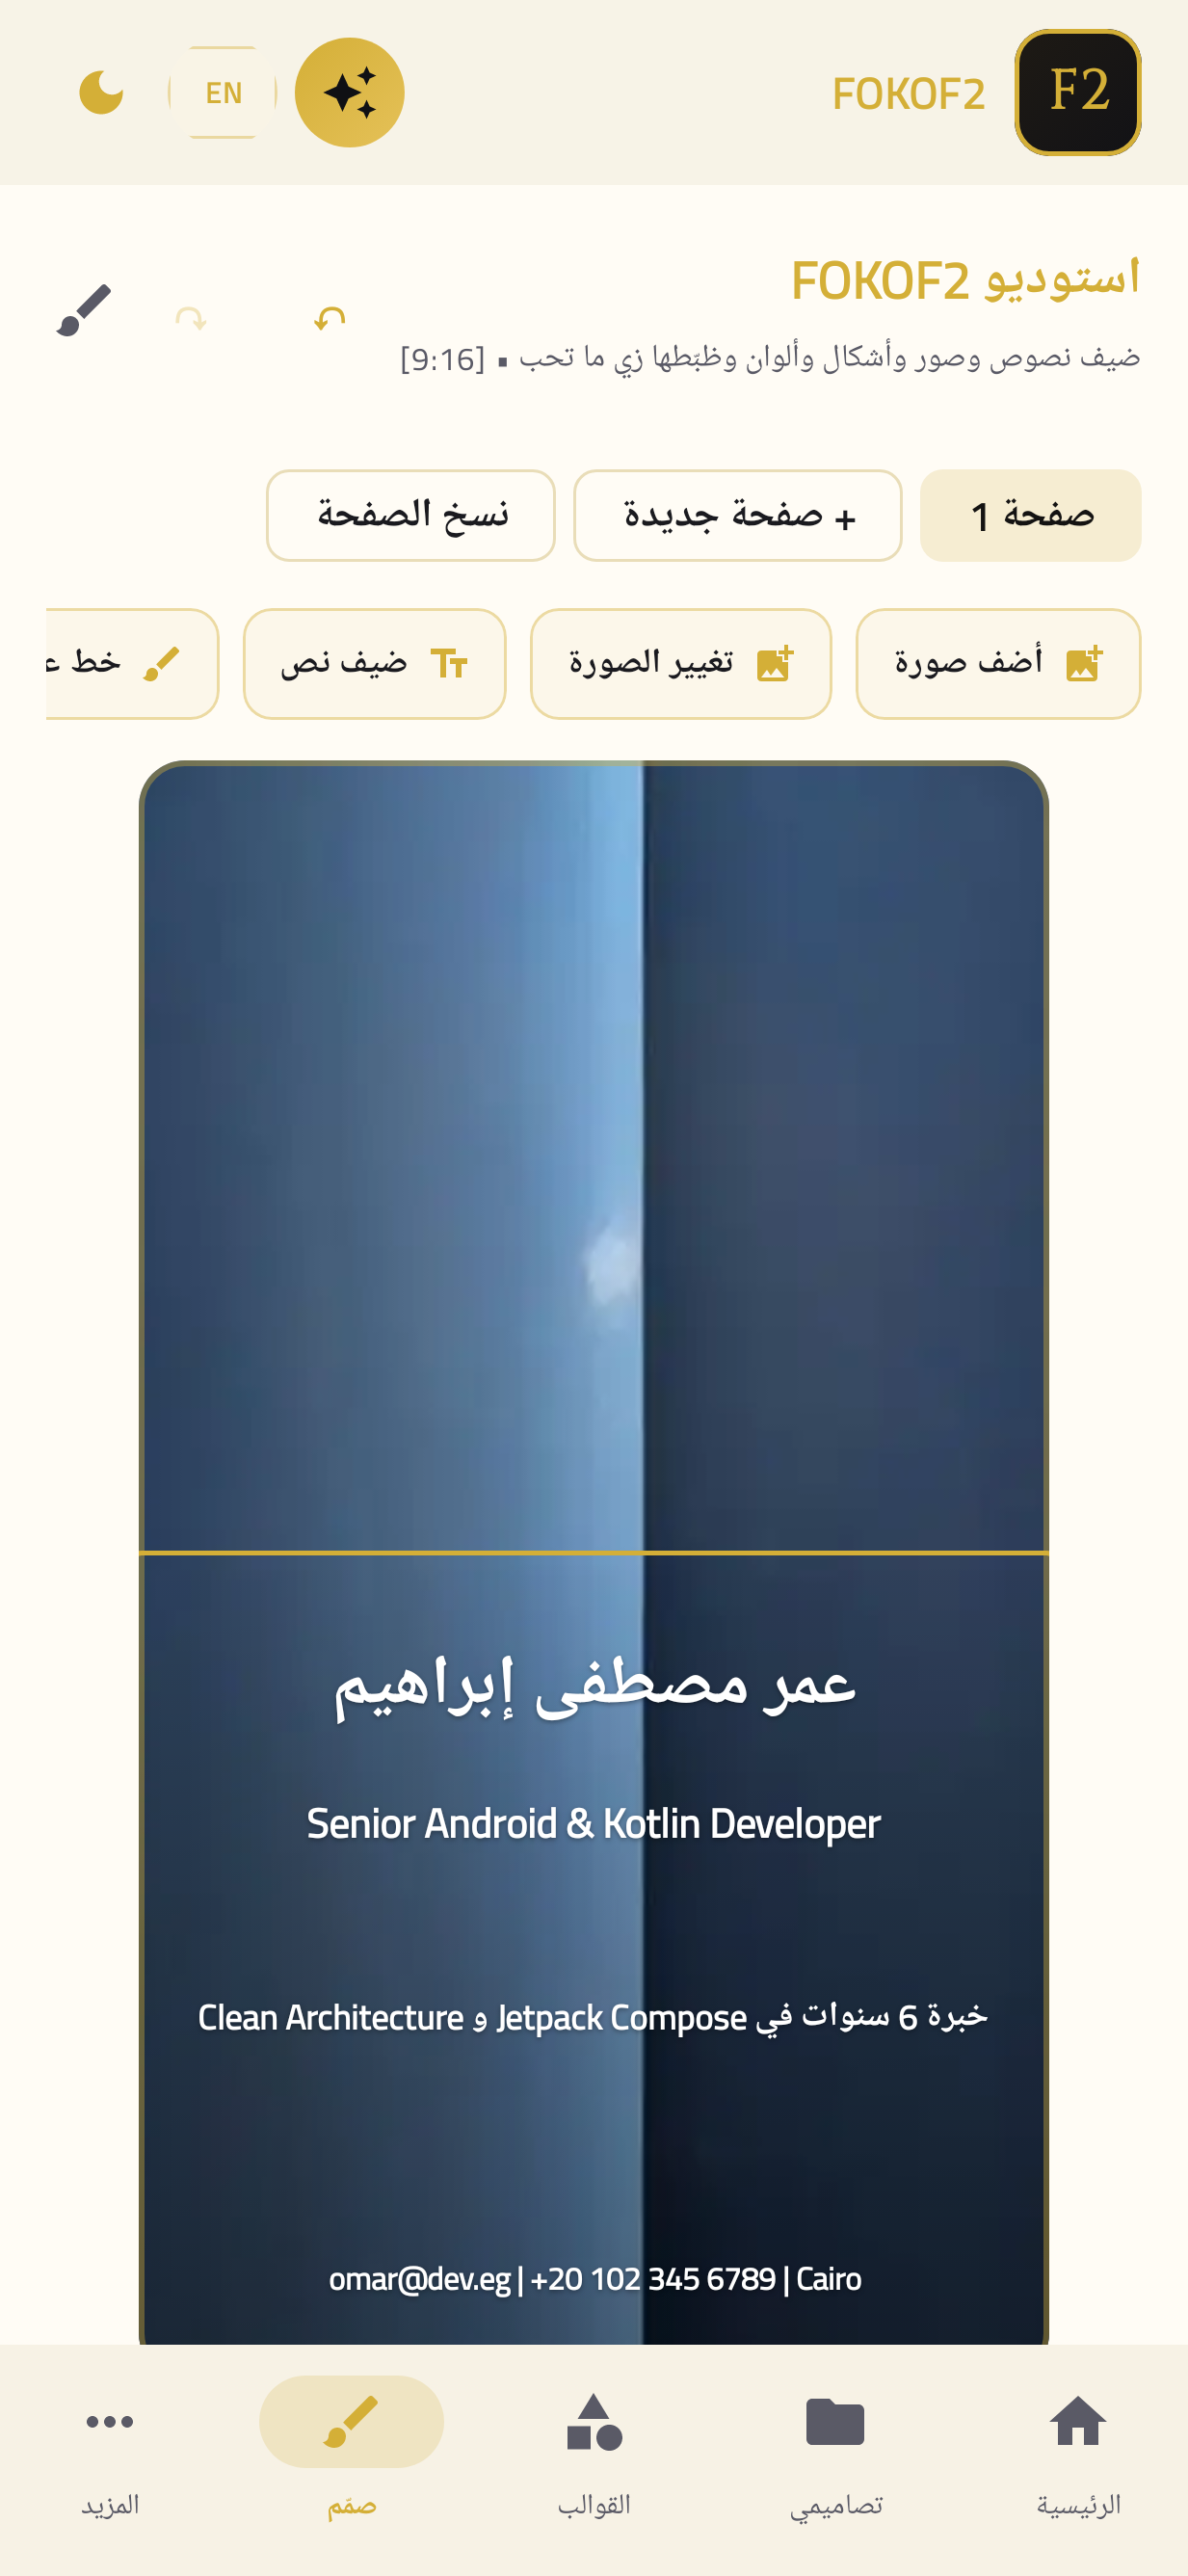 F2 FOKOF2 EN
استوديو FOKOF2
ضيف نصوص وصور وأشكال وألوان وظبّطها زي ما تحب ▪ [9:16]
صفحة 1
+ صفحة جديدة
نسخ الصفحة
أضف صورة
تغيير الصورة
ضيف نص
خط
عمر مصطفى إبراهيم
Senior Android & Kotlin Developer
خبرة 6 سنوات في Jetpack Compose و Clean Architecture
omar@dev.eg | +20 102 345 6789 | Cairo
الرئيسية
تصاميمي
القوالب
صمّم
المزيد